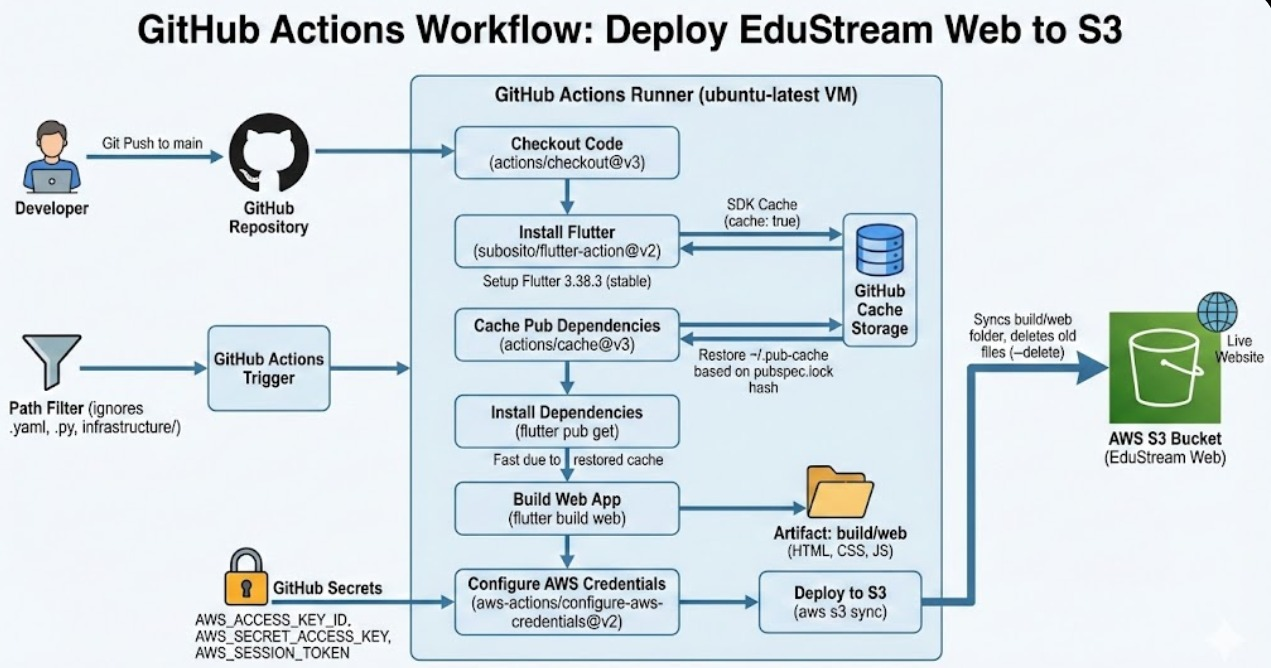 GitHub Actions Workflow: Deploy EduStream Web to S3
GitHub Actions Runner (ubuntu-latest VM)
Git Push to main
Developer
GitHub
Repository
Checkout Code
(actions/checkout@v3)
Install Flutter
(subosito/flutter-action@v2)
Setup Flutter 3.38.3 (stable)
SDK Cache
(cache: true)
GitHub
Cache
Storage
Cache Pub Dependencies
(actions/cache@v3)
Restore ~/.pub-cache
based on pubspec.iock
hash
Path Filter (ignores
.yaml, .py, infrastructure/)
GitHub Actions
Trigger
Install Dependencies
(flutter pub get)
Fast due to restored cache
Build Web App
(flutter build web)
Artifact: build/web
(HTML, CSS, JS)
GitHub Secrets
AWS_ACCESS_KEY_ID,
AWS_SECRET_ACCESS_KEY,
AWS_SESSION_TOKEN
Configure AWS Credentials
(aws-actions/configure-aws-
credentials@v2)
Deploy to S3
(aws s3 sync)
Syncs build/web
folder, deletes old
files (–delete)
Live
Website
AWS S3 Bucket
(EduStream Web)